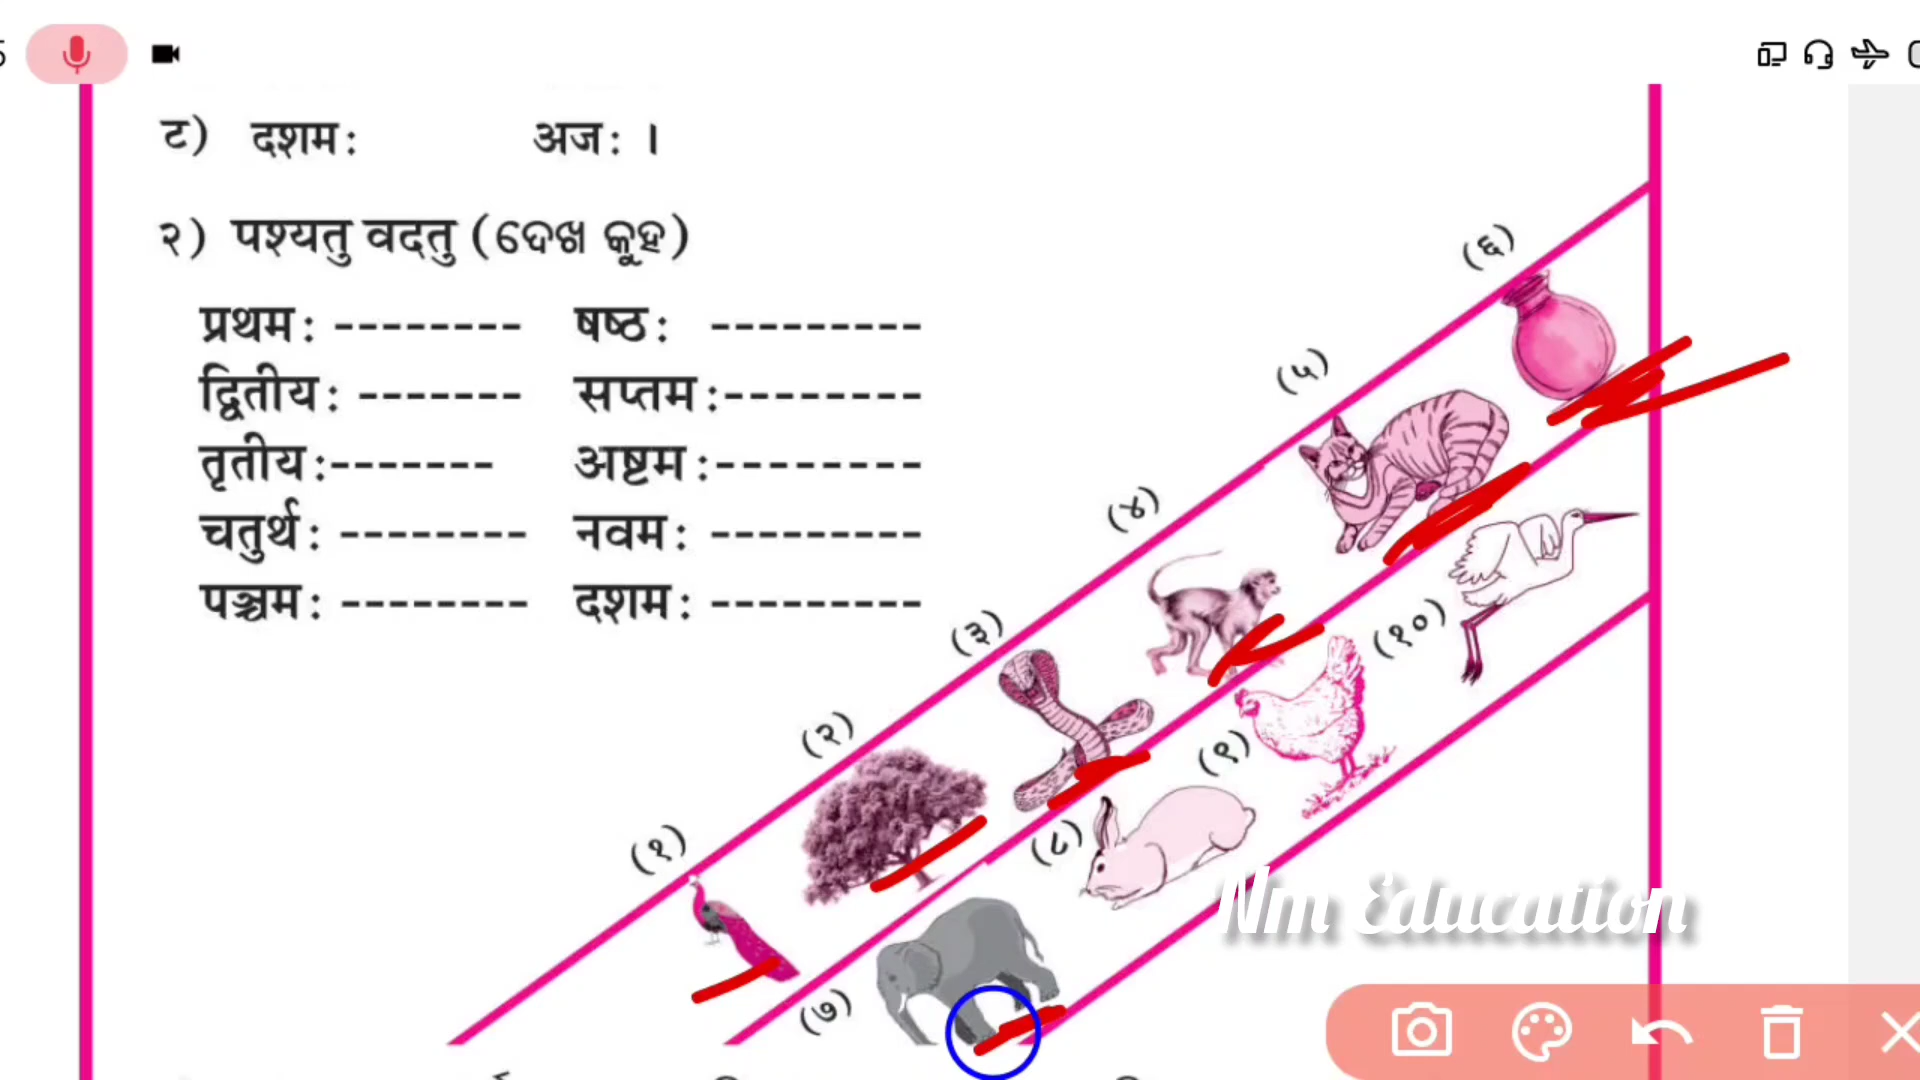 ट) दशमः अजः ।
२) पश्यतु वदतु (ଦେଖ କୁହ)
प्रथमः -------- षष्ठः ---------
द्वितीयः ------- सप्तमः---------
तृतीयः------- अष्टमः---------
चतुर्थः -------- नवमः ---------
पञ्चमः -------- दशमः ---------
(६)
(५)
(४)
(३)
(२)
(१)
(१०)
(९)
(८)
(७)
Nm Education